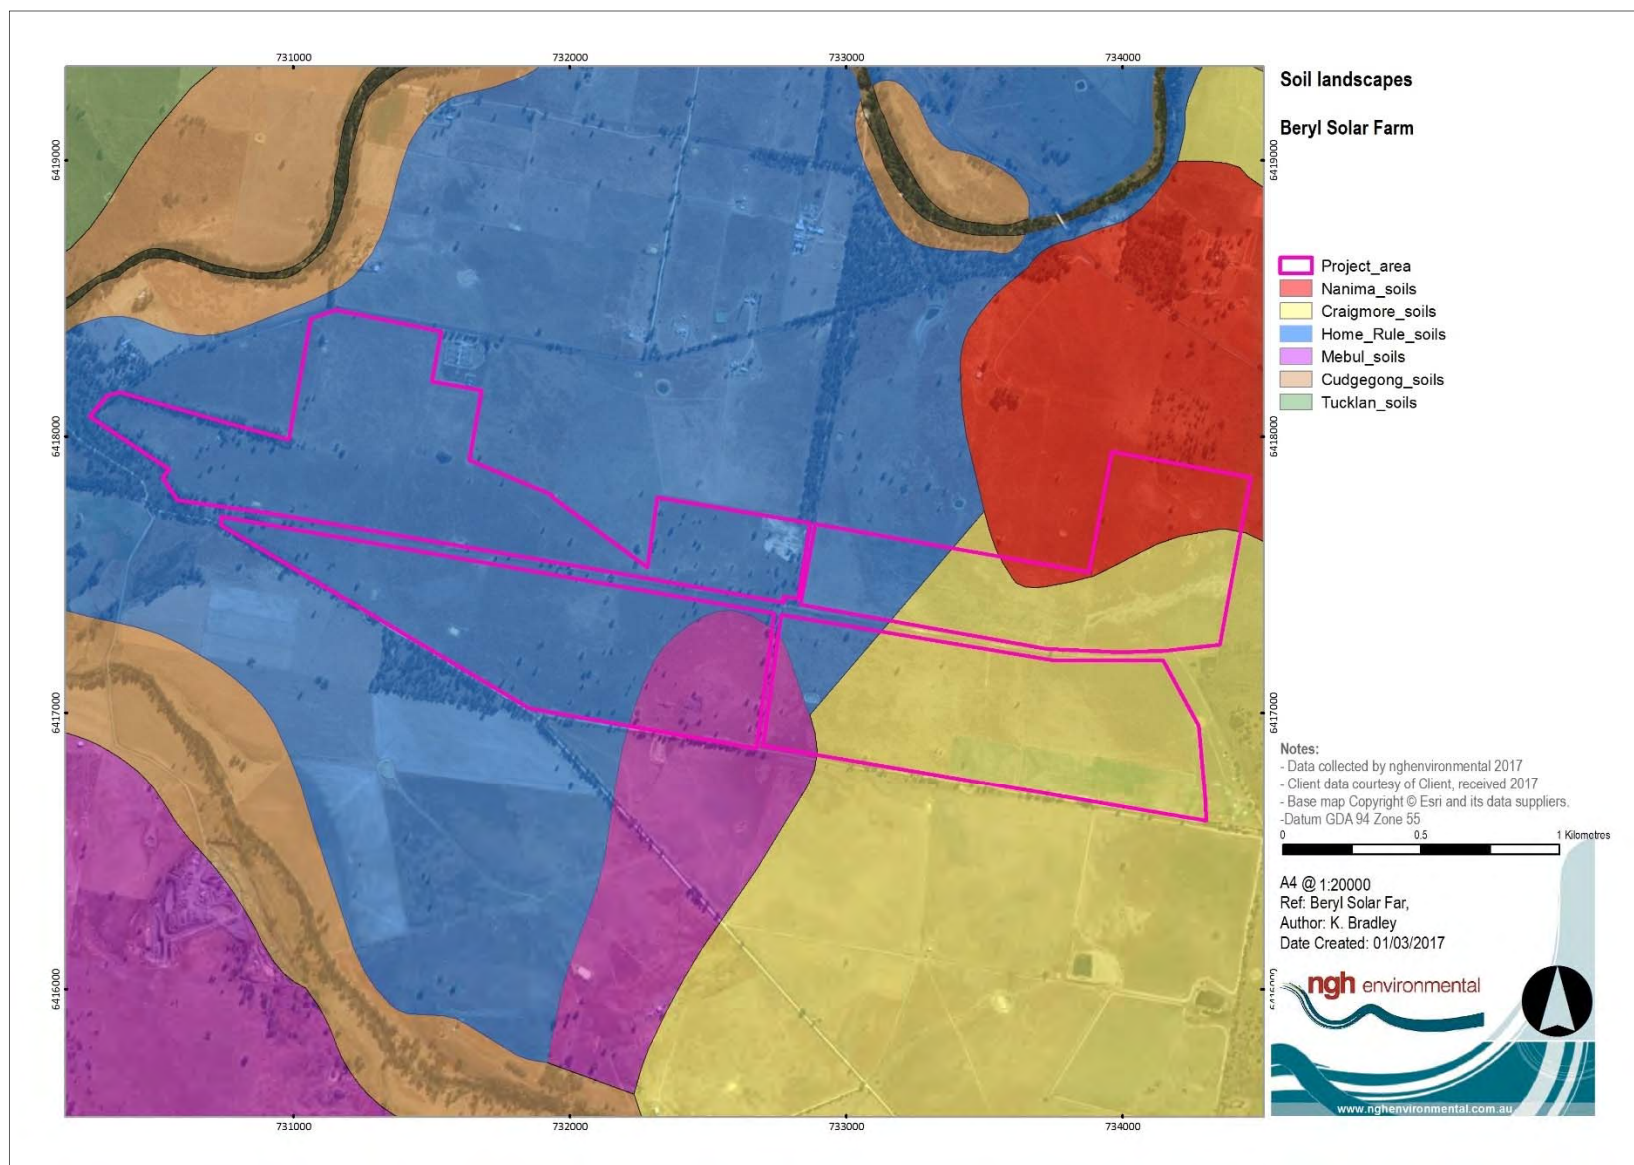 731000
732000
733000
734000
Soil landscapes
Beryl Solar Farm
6419000
6419000
Project_area
Nanima_soils
Craigmore_soils
Home_Rule_soils
Mebul_soils
Cudgegong_soils
Tucklan_soils
6418000
6418000
6417000
6417000
Notes:
- Data collected by nghenvironmental 2017
- Client data courtesy of Client, received 2017
- Base map Copyright © Esri and its data suppliers.
-Datum GDA 94 Zone 55
0 0.5 1 Kilometres
A4 @ 1:20000
Ref: Beryl Solar Far,
Author: K. Bradley
Date Created: 01/03/2017
6416000
ngh environmental
www.nghenvironmental.com.au
731000
732000
733000
734000